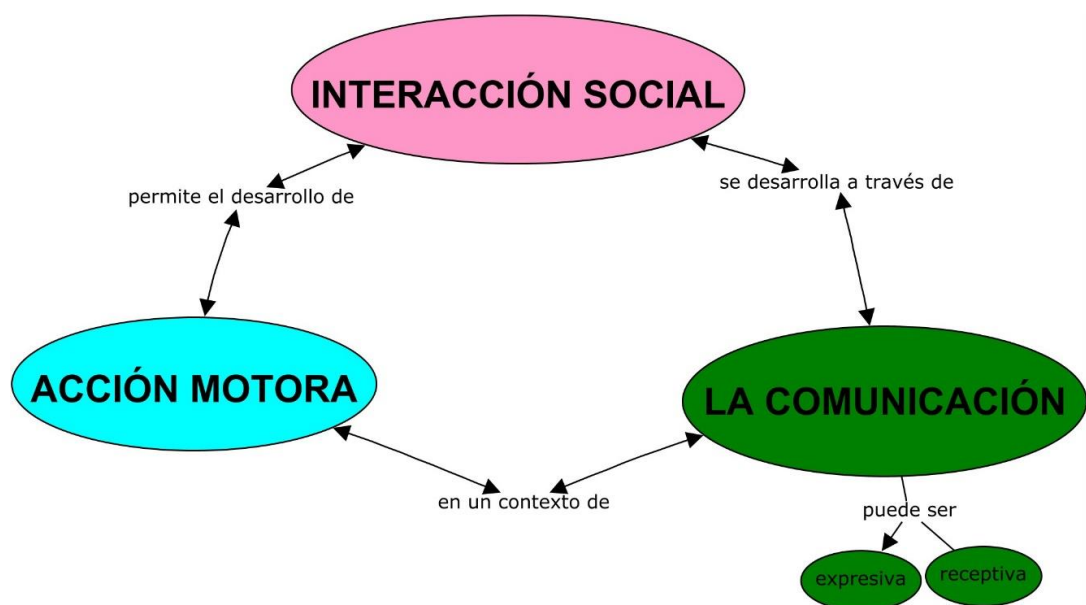 INTERACCIÓN SOCIAL
permite el desarrollo de
se desarrolla a través de
ACCIÓN MOTORA
LA COMUNICACIÓN
en un contexto de
puede ser
expresiva
receptiva